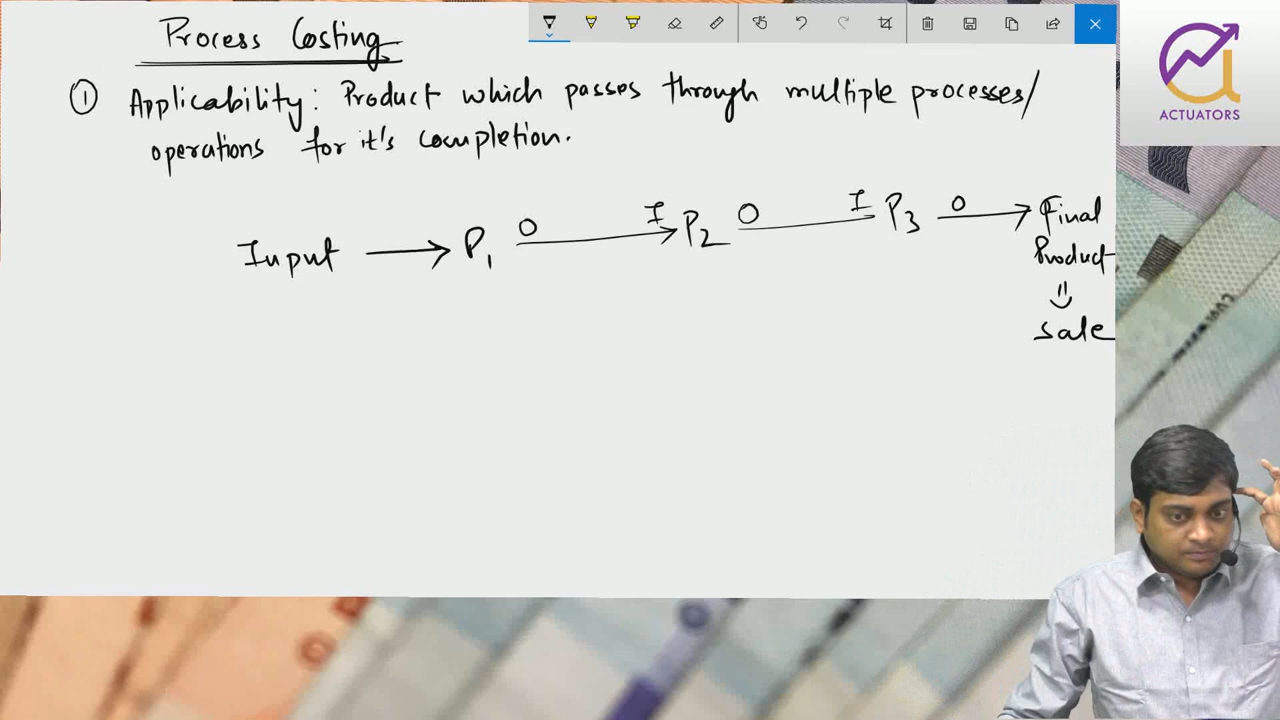 Process Costing
① Applicability: Product which passes through multiple processes/
operations for it's completion.
Input → P1 O → I P2 O I P3 O → Final
Product
Sale
ACTUATORS